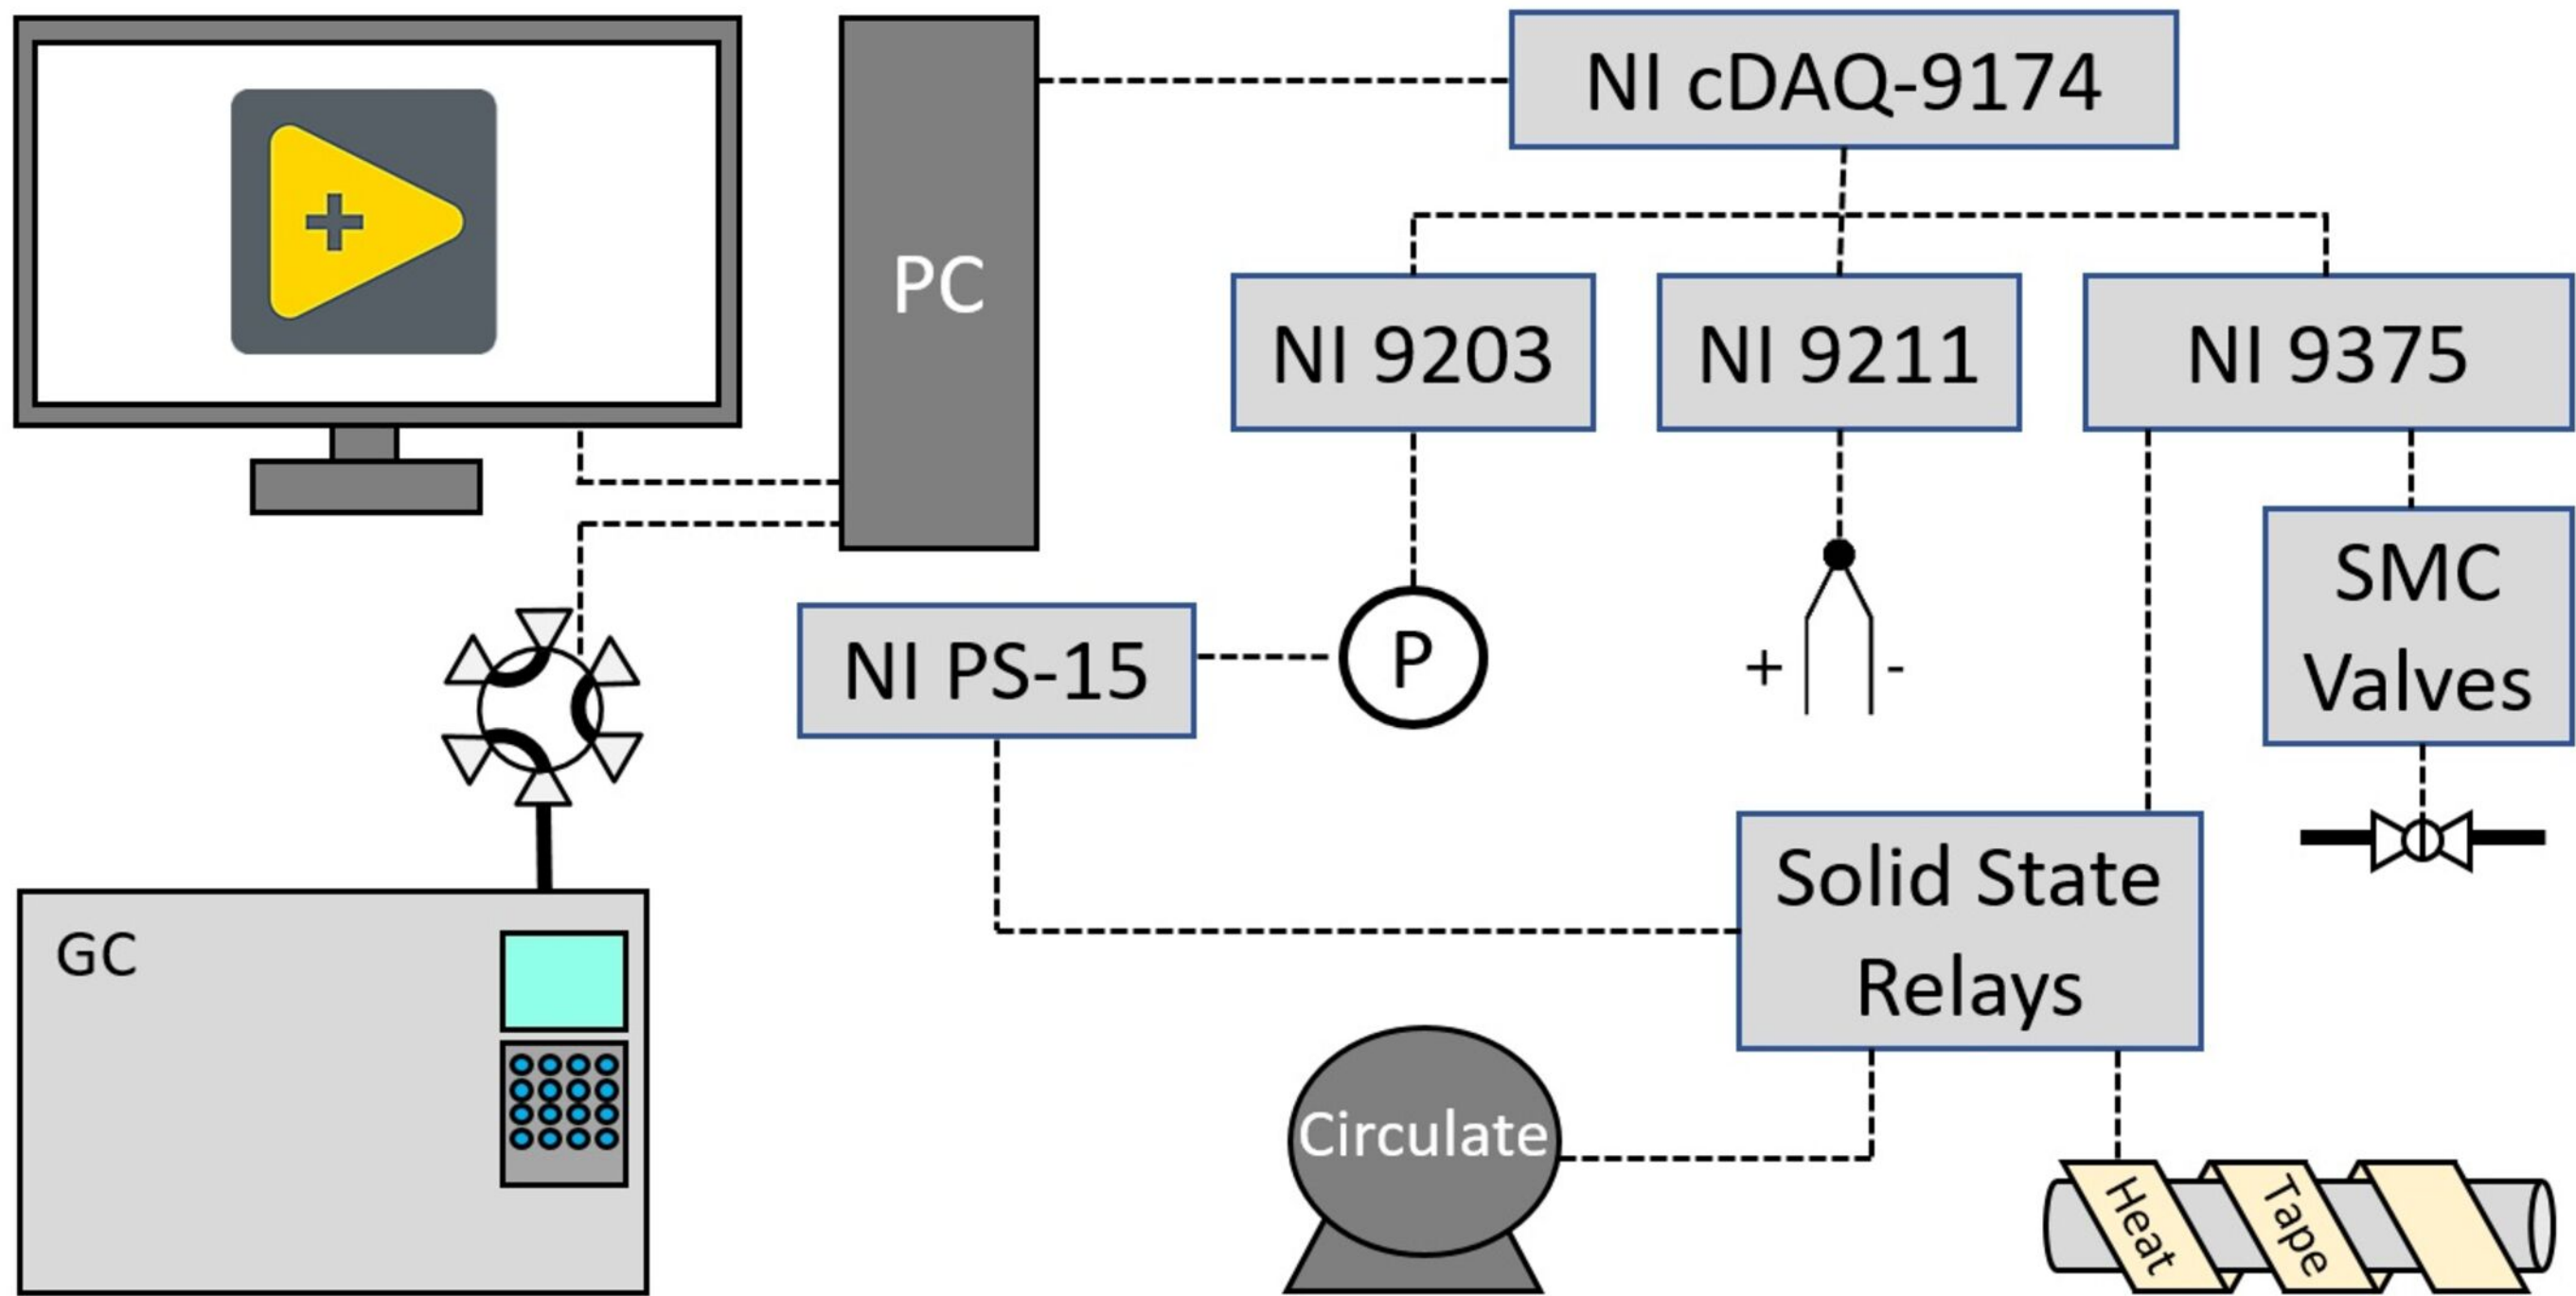 NI cDAQ-9174
PC
NI 9203
NI 9211
NI 9375
SMC
Valves
NI PS-15
P
+
-
Solid State
Relays
GC
Circulate
Heat
Tape